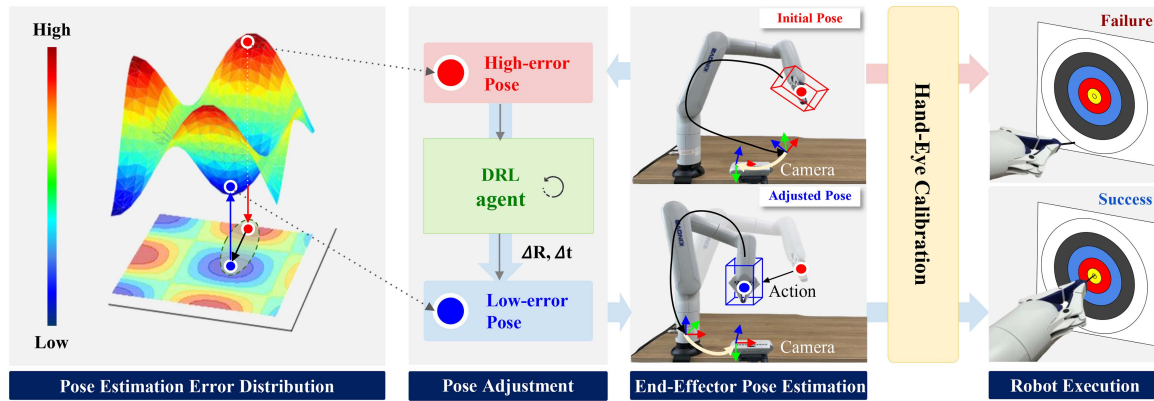 High
Low
Pose Estimation Error Distribution
High-error
Pose
DRL
agent
ΔR, Δt
Low-error
Pose
Pose Adjustment
Initial Pose
Camera
Adjusted Pose
Action
Camera
End-Effector Pose Estimation
Hand-Eye Calibration
Failure
Success
Robot Execution